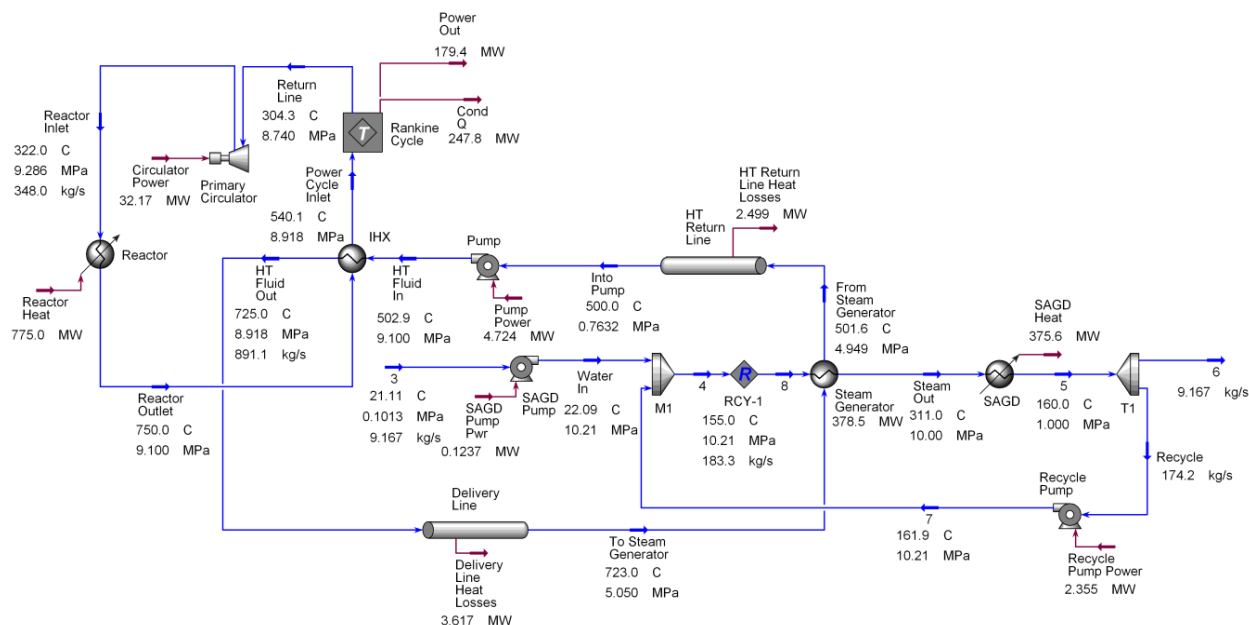 Power
Out
179.4 MW
Return
Line
304.3 C
8.740 MPa
T
Rankine
Cycle
Cond
Q
247.8 MW
Reactor
Inlet
322.0 C
9.286 MPa
348.0 kg/s
Circulator
Power
32.17 MW
Primary
Circulator
Power
Cycle
Inlet
540.1 C
8.918 MPa
HT Return
Line Heat
Losses
2.499 MW
HT
Return
Line
Reactor
Reactor
Heat
775.0 MW
HT
Fluid
Out
725.0 C
8.918 MPa
891.1 kg/s
IHX
HT
Fluid
In
502.9 C
9.100 MPa
Pump
Pump
Power
4.724 MW
Into
Pump
500.0 C
0.7632 MPa
From
Steam
Generator
501.6 C
4.949 MPa
SAGD
Heat
375.6 MW
3
21.11 C
0.1013 MPa
9.167 kg/s
SAGD
Pump
Pwr
0.1237 MW
SAGD
Pump
Water
In
22.09 C
10.21 MPa
M1
4
R
RCY-1
155.0 C
10.21 MPa
183.3 kg/s
8
Steam
Generator
378.5 MW
Steam
Out
311.0 C
10.00 MPa
SAGD
5
160.0 C
1.000 MPa
T1
6
9.167 kg/s
Reactor
Outlet
750.0 C
9.100 MPa
Recycle
174.2 kg/s
Recycle
Pump
7
161.9 C
10.21 MPa
Recycle
Pump Power
2.355 MW
Delivery
Line
Delivery
Line
Heat
Losses
3.617 MW
To Steam
Generator
723.0 C
5.050 MPa